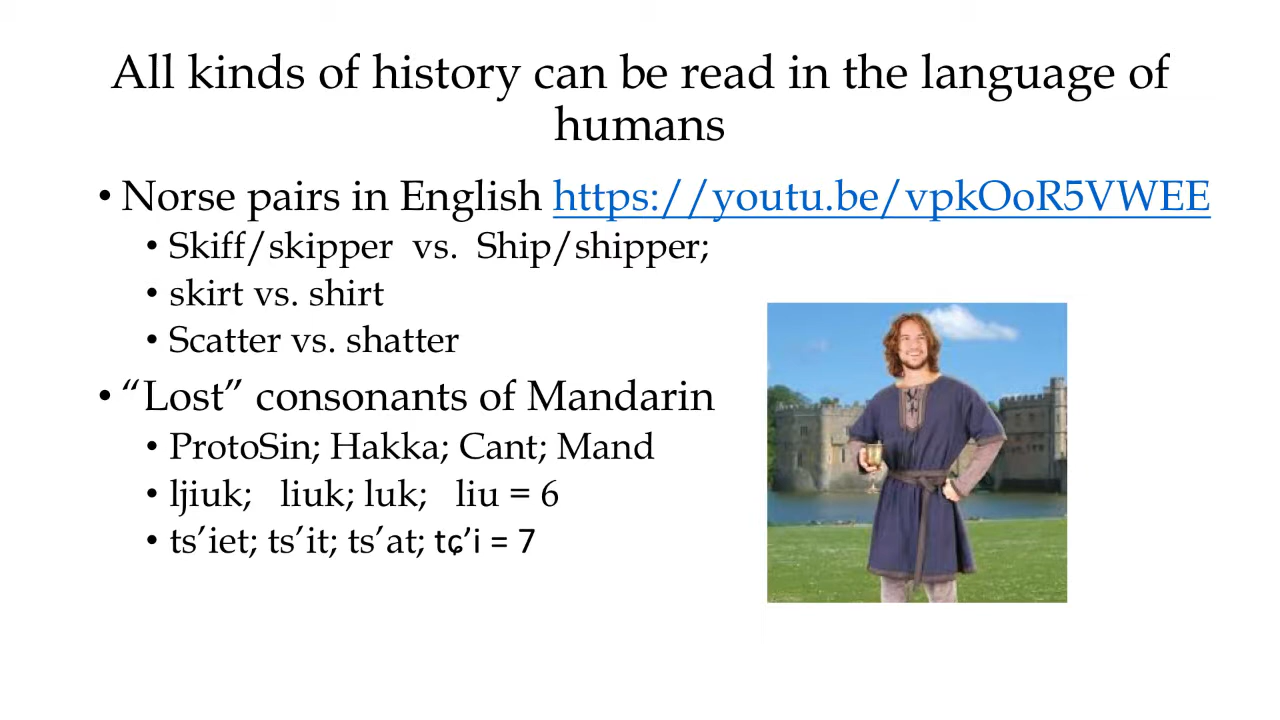 All kinds of history can be read in the language of
humans
• Norse pairs in English https://youtu.be/vpkOoR5VWEE
• Skiff/skipper vs. Ship/shipper;
• skirt vs. shirt
• Scatter vs. shatter
• “Lost” consonants of Mandarin
• ProtoSin; Hakka; Cant; Mand
• ljiuk; liuk; luk; liu = 6
• ts’iet; ts’it; ts’at; tɕ’i = 7